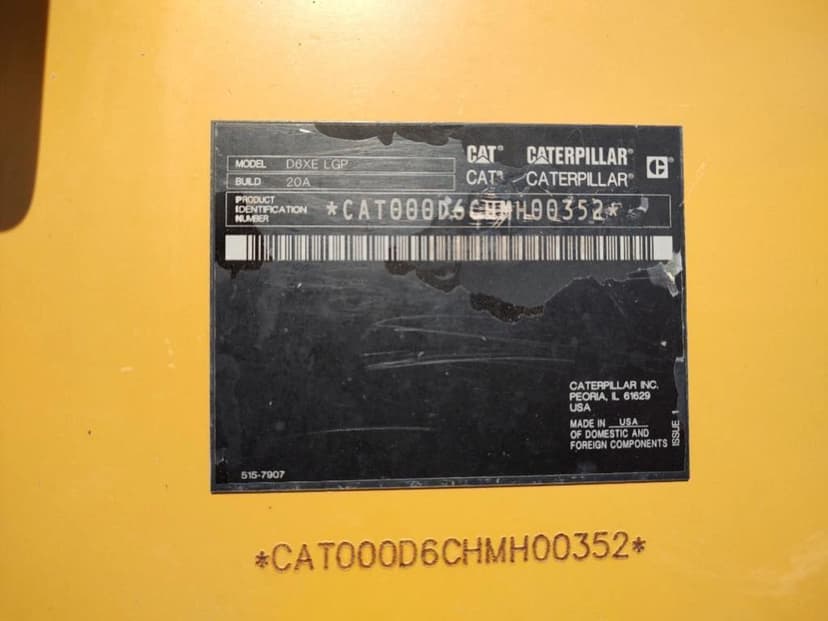 MODEL D6XE LGP
BUILD 20A
CAT® CATERPILLAR®
CAT® CATERPILLAR®
C®
PRODUCT
IDENTIFICATION
NUMBER
*CAT000D6CHMH00352*
CATERPILLAR INC.
PEORIA, IL 61629
USA
MADE IN USA
OF DOMESTIC AND
FOREIGN COMPONENTS
ISSUE 1
515-7907
*CAT000D6CHMH00352*